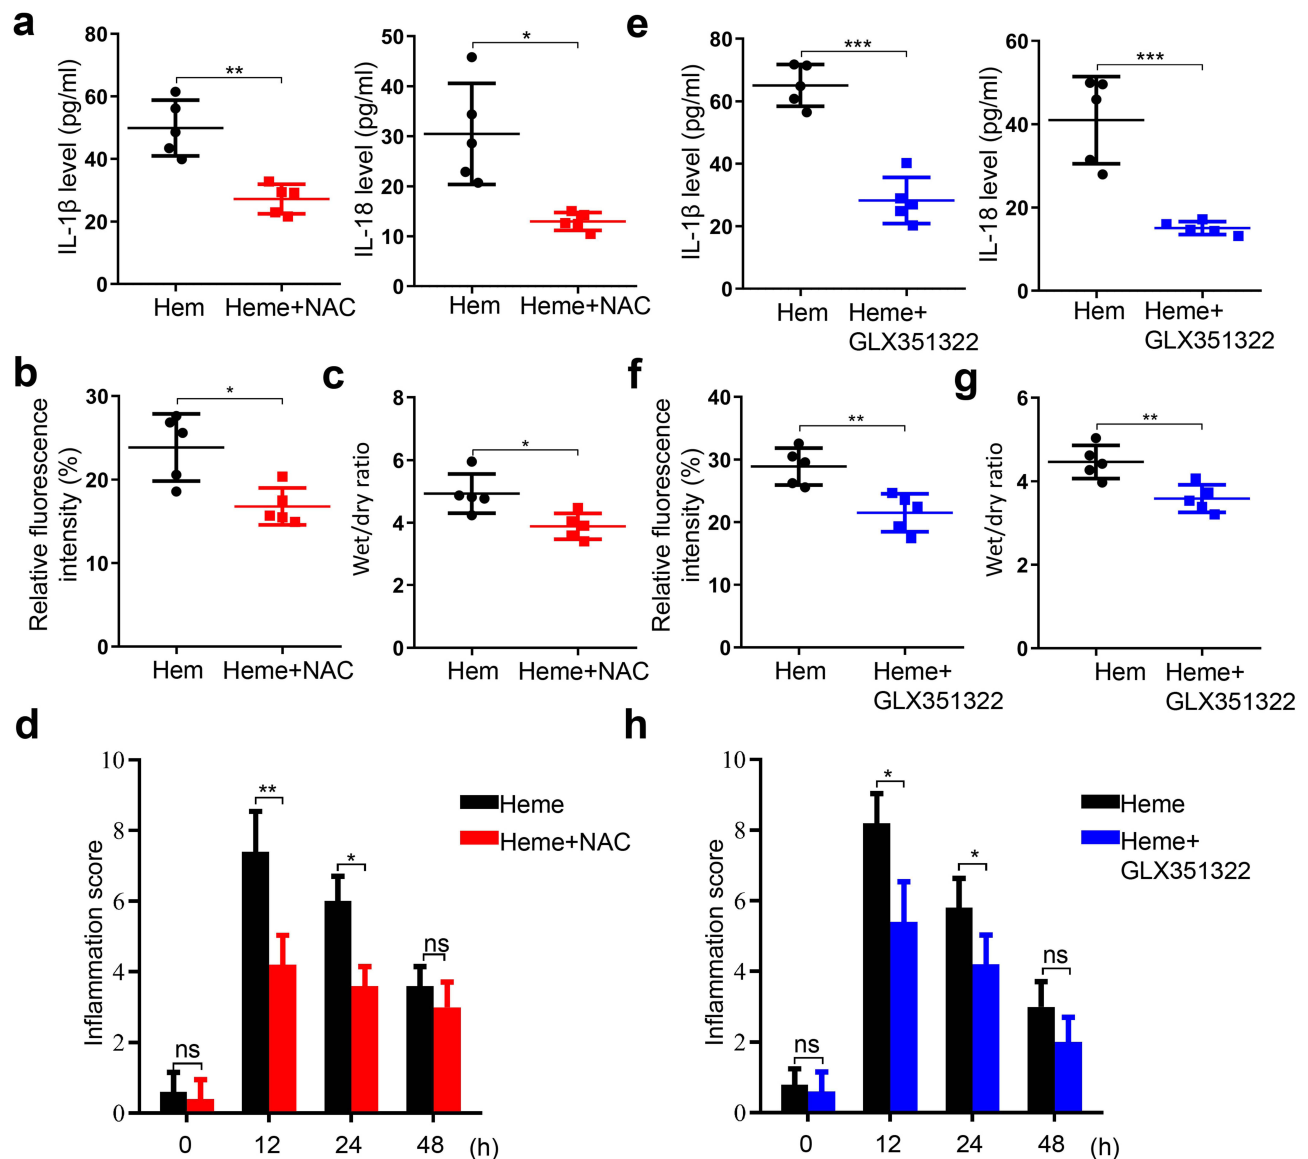 a
IL-1β level (pg/ml)
80
60
40
20
0
**
Hem
Heme+NAC
IL-18 level (pg/ml)
50
40
30
20
10
0
*
Hem
Heme+NAC
e
IL-1β level (pg/ml)
80
60
40
20
0
***
Hem
Heme+
GLX351322
IL-18 level (pg/ml)
60
40
20
0
***
Hem
Heme+
GLX351322
b
Relative fluorescence
intensity (%)
30
20
10
0
*
Hem
Heme+NAC
c
Wet/dry ratio
8
6
4
2
0
*
Hem
Heme+NAC
f
Relative fluorescence
intensity (%)
40
30
20
10
0
**
Hem
Heme+
GLX351322
g
Wet/dry ratio
6
4
2
0
**
Hem
Heme+
GLX351322
d
Inflammation score
10
8
6
4
2
0
ns
**
*
ns
0
12
24
48
(h)
Heme
Heme+NAC
h
Inflammation score
10
8
6
4
2
0
ns
*
*
ns
0
12
24
48
(h)
Heme
Heme+
GLX351322